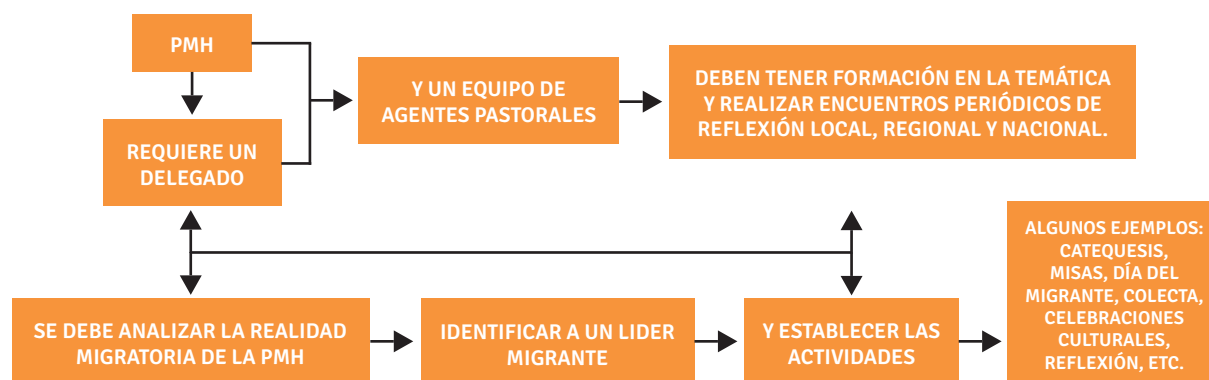 PMH
REQUIERE UN
DELEGADO
Y UN EQUIPO DE
AGENTES PASTORALES
DEBEN TENER FORMACIÓN EN LA TEMÁTICA
Y REALIZAR ENCUENTROS PERIÓDICOS DE
REFLEXIÓN LOCAL, REGIONAL Y NACIONAL.
SE DEBE ANALIZAR LA REALIDAD
MIGRATORIA DE LA PMH
IDENTIFICAR A UN LIDER
MIGRANTE
Y ESTABLECER LAS
ACTIVIDADES
ALGUNOS EJEMPLOS:
CATEQUESIS,
MISAS, DÍA DEL
MIGRANTE, COLECTA,
CELEBRACIONES
CULTURALES,
REFLEXIÓN, ETC.